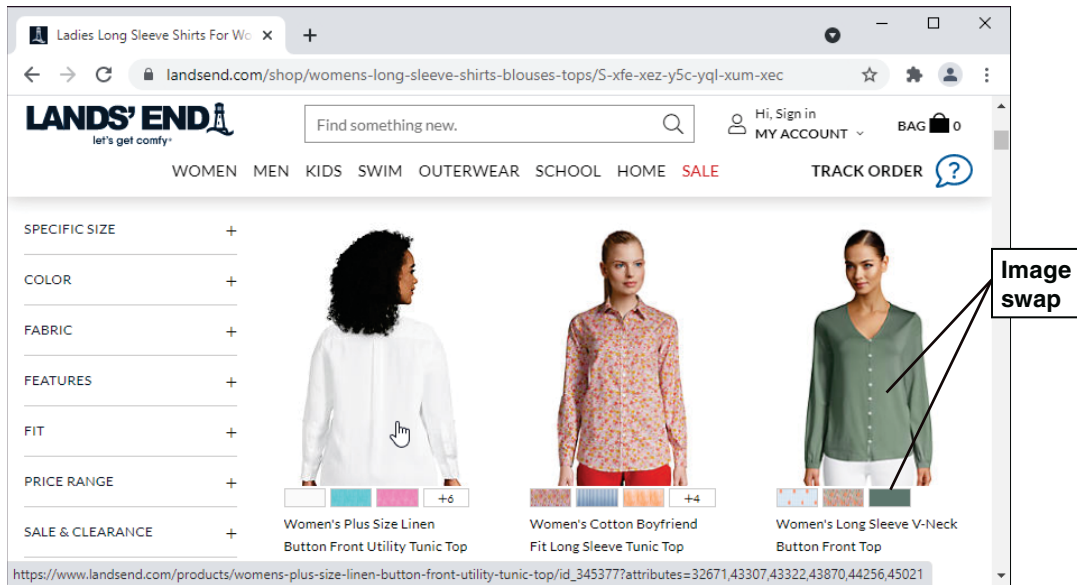 Ladies Long Sleeve Shirts For Wo
landsend.com/shop/womens-long-sleeve-shirts-blouses-tops/S-xfe-xez-y5c-yql-xum-xec
LANDS' END
let's get comfy
Find something new.
Hi, Sign in
MY ACCOUNT
BAG 0
WOMEN MEN KIDS SWIM OUTERWEAR SCHOOL HOME SALE TRACK ORDER ?
SPECIFIC SIZE +
COLOR +
FABRIC +
FEATURES +
FIT +
PRICE RANGE +
SALE & CLEARANCE +
Image
swap
+6
Women's Plus Size Linen
Button Front Utility Tunic Top
+4
Women's Cotton Boyfriend
Fit Long Sleeve Tunic Top
Women's Long Sleeve V-Neck
Button Front Top
https://www.landsend.com/products/womens-plus-size-linen-button-front-utility-tunic-top/id_345377?attributes=32671,43307,43322,43870,44256,45021